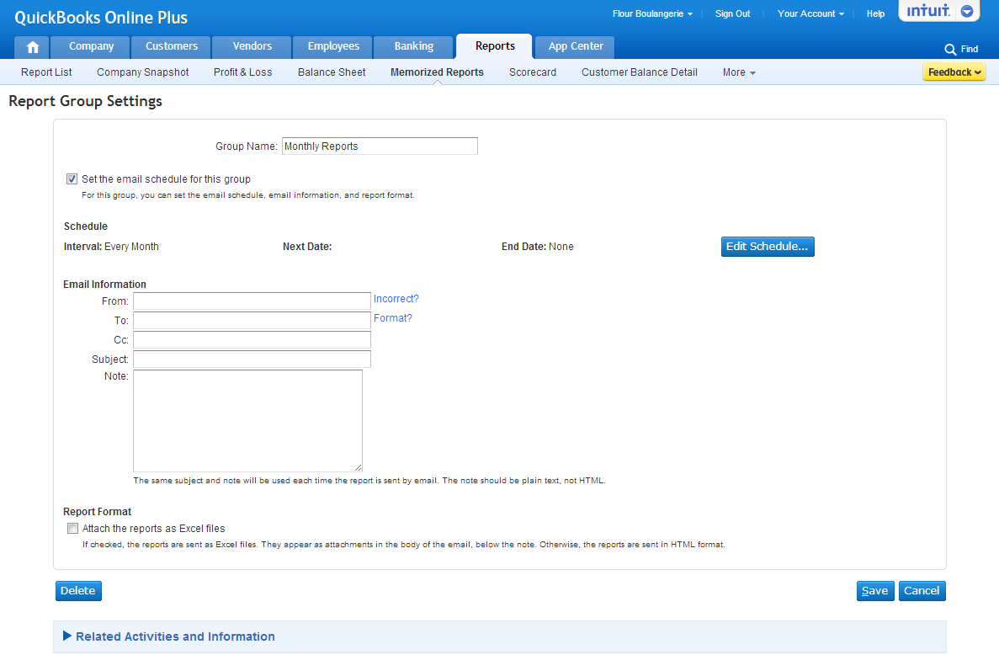 QuickBooks Online Plus
Flour Boulangerie Sign Out Your Account Help intuit.
Company Customers Vendors Employees Banking Reports App Center Find
Report List Company Snapshot Profit & Loss Balance Sheet Memorized Reports Scorecard Customer Balance Detail More Feedback
Report Group Settings
Group Name: Monthly Reports
Set the email schedule for this group
For this group, you can set the email schedule, email information, and report format.
Schedule
Interval: Every Month Next Date: End Date: None Edit Schedule...
Email Information
From: Incorrect?
To: Format?
Cc:
Subject:
Note:
The same subject and note will be used each time the report is sent by email. The note should be plain text, not HTML.
Report Format
Attach the reports as Excel files
If checked, the reports are sent as Excel files. They appear as attachments in the body of the email, below the note. Otherwise, the reports are sent in HTML format.
Delete Save Cancel
Related Activities and Information